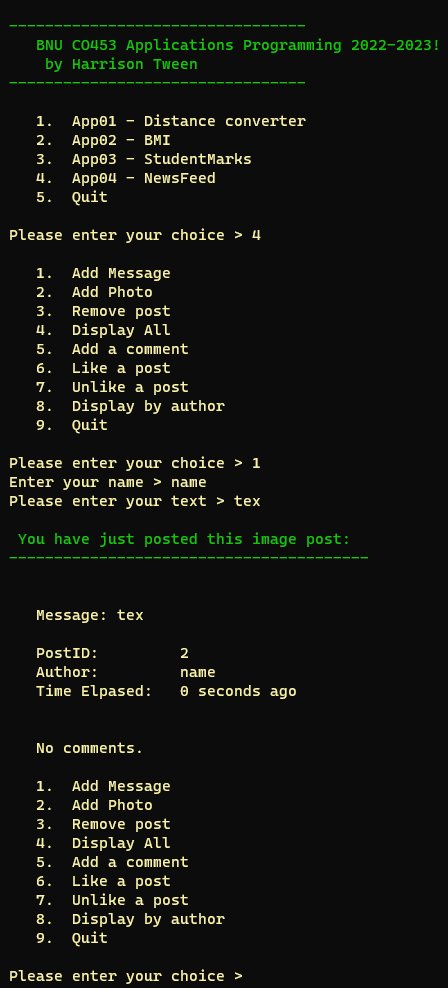 ---------------------------------
BNU CO453 Applications Programming 2022-2023!
by Harrison Tween
---------------------------------
1. App01 - Distance converter
2. App02 - BMI
3. App03 - StudentMarks
4. App04 - NewsFeed
5. Quit
Please enter your choice > 4
1. Add Message
2. Add Photo
3. Remove post
4. Display All
5. Add a comment
6. Like a post
7. Unlike a post
8. Display by author
9. Quit
Please enter your choice > 1
Enter your name > name
Please enter your text > tex
You have just posted this image post:
----------------------------------------
Message: tex
PostID: 2
Author: name
Time Elpased: 0 seconds ago
No comments.
1. Add Message
2. Add Photo
3. Remove post
4. Display All
5. Add a comment
6. Like a post
7. Unlike a post
8. Display by author
9. Quit
Please enter your choice >